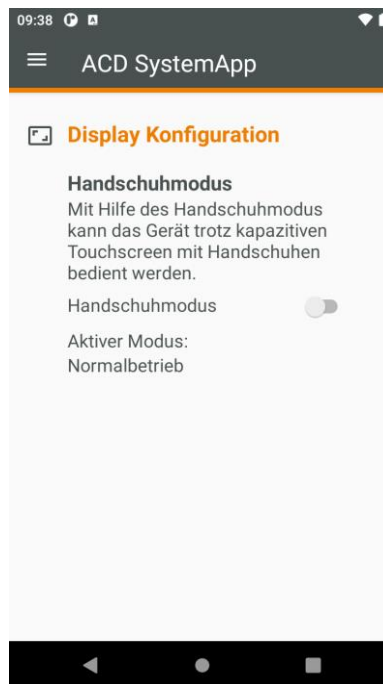 09:38
ACD SystemApp
Display Konfiguration
Handschuhmodus
Mit Hilfe des Handschuhmodus
kann das Gerät trotz kapazitiven
Touchscreen mit Handschuhen
bedient werden.
Handschuhmodus
Aktiver Modus:
Normalbetrieb